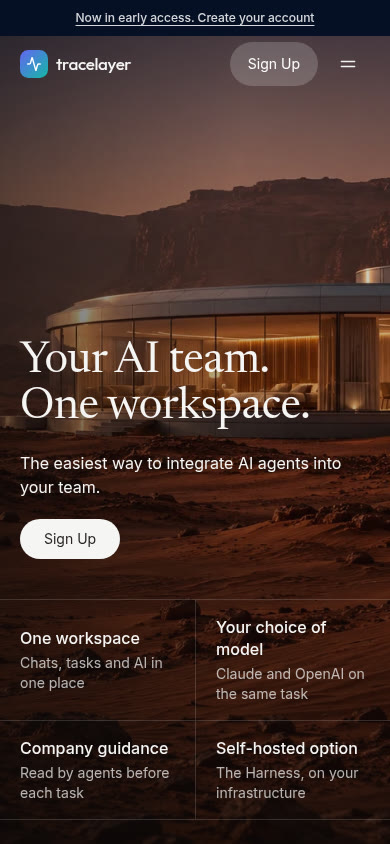 Now in early access. Create your account
tracelayer
Sign Up
Your AI team.
One workspace.
The easiest way to integrate AI agents into
your team.
Sign Up
One workspace
Chats, tasks and AI in
one place
Your choice of
model
Claude and OpenAI on
the same task
Company guidance
Read by agents before
each task
Self-hosted option
The Harness, on your
infrastructure